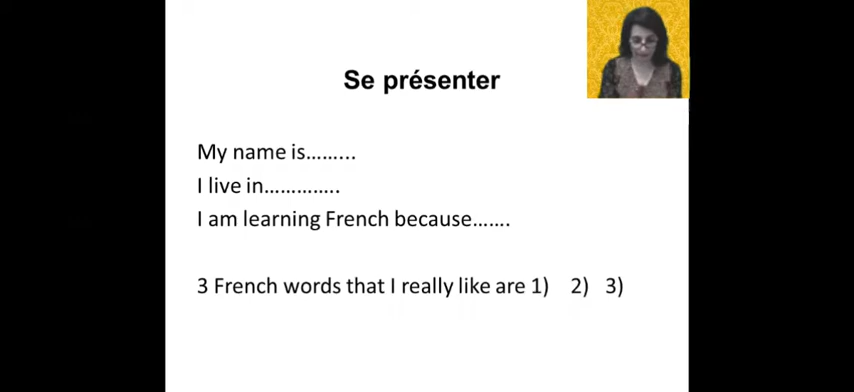 Se présenter
My name is.........
I live in..............
I am learning French because.......
3 French words that I really like are 1) 2) 3)